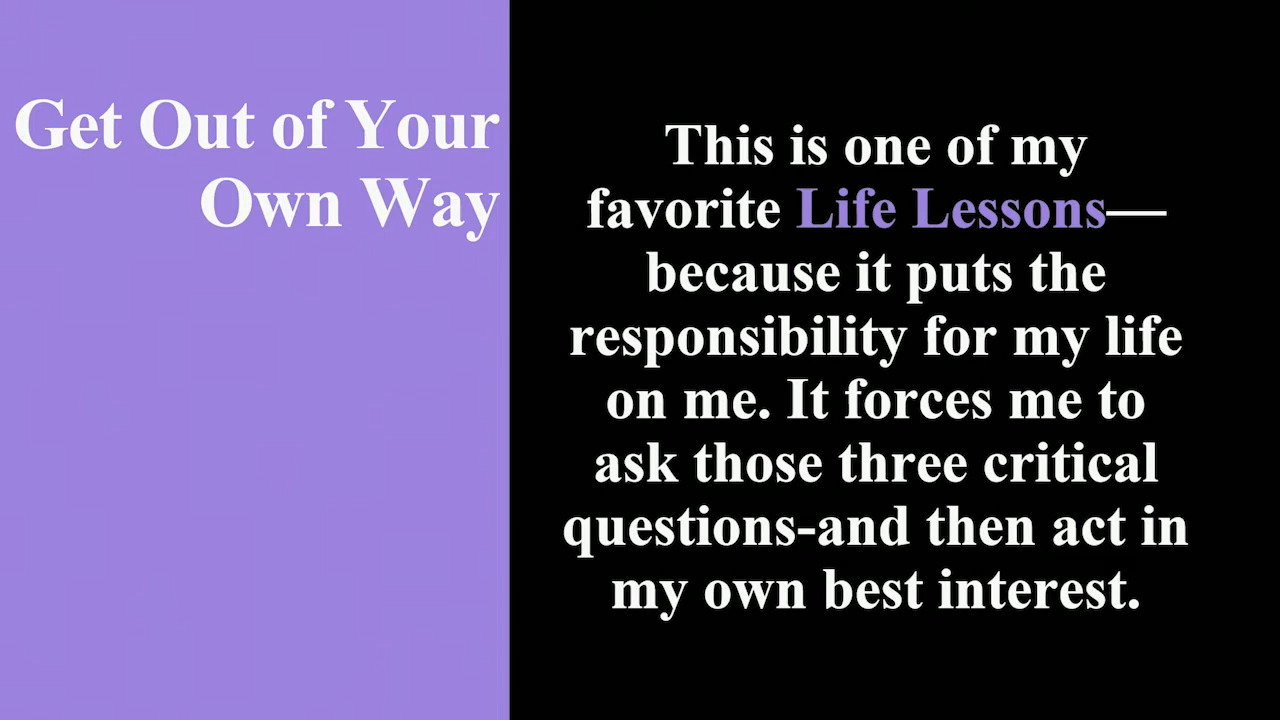 Get Out of Your
Own Way
This is one of my
favorite Life Lessons—
because it puts the
responsibility for my life
on me. It forces me to
ask those three critical
questions-and then act in
my own best interest.